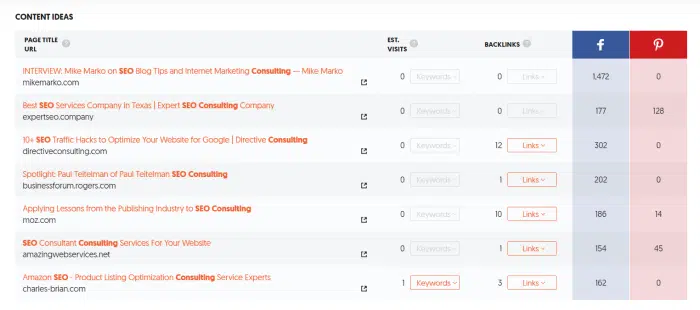 CONTENT IDEAS
PAGE TITLE
URL ?
EST.
VISITS ?
BACKLINKS ?
f
INTERVIEW: Mike Marko on SEO Blog Tips and Internet Marketing Consulting — Mike Marko
mikemarko.com
0 Keywords
0 Links
1,472
0
Best SEO Services Company in Texas | Expert SEO Consulting Company
expertseo.company
0 Keywords
0 Links
177
128
10+ SEO Traffic Hacks to Optimize Your Website for Google | Directive Consulting
directiveconsulting.com
0 Keywords
12 Links
302
0
Spotlight: Paul Teitelman of Paul Teitelman SEO Consulting
businessforum.rogers.com
0 Keywords
1 Links
202
0
Applying Lessons from the Publishing Industry to SEO Consulting
moz.com
0 Keywords
10 Links
186
14
SEO Consultant Consulting Services For Your Website
amazingwebservices.net
0 Keywords
1 Links
154
45
Amazon SEO - Product Listing Optimization Consulting Service Experts
charles-brian.com
1 Keywords
3 Links
162
0